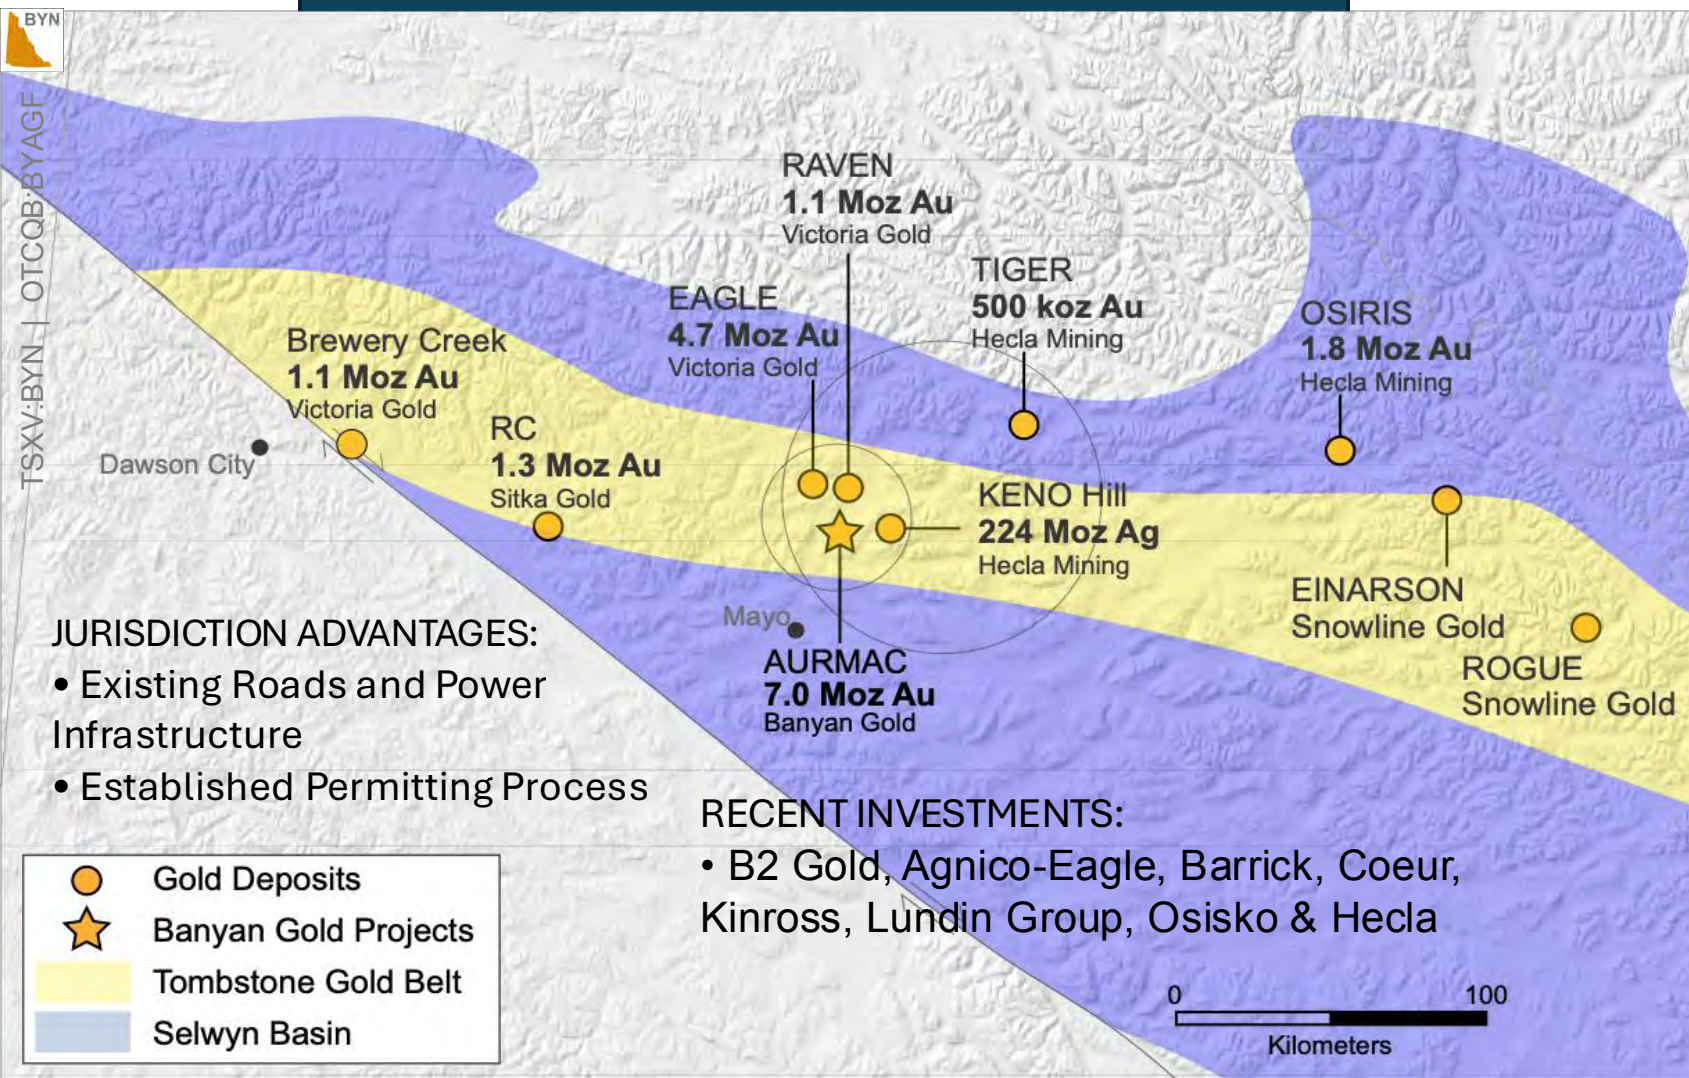 BYN
TSXV:BYN | OTCQB:BYAGF
RAVEN
1.1 Moz Au
Victoria Gold
TIGER
500 koz Au
Hecla Mining
EAGLE
4.7 Moz Au
Victoria Gold
OSIRIS
1.8 Moz Au
Hecla Mining
Brewery Creek
1.1 Moz Au
Victoria Gold
RC
1.3 Moz Au
Sitka Gold
Dawson City
KENO Hill
224 Moz Ag
Hecla Mining
EINARSON
Snowline Gold
ROGUE
Snowline Gold
Mayo
AURMAC
7.0 Moz Au
Banyan Gold
JURISDICTION ADVANTAGES:
• Existing Roads and Power
Infrastructure
• Established Permitting Process
RECENT INVESTMENTS:
• B2 Gold, Agnico-Eagle, Barrick, Coeur,
Kinross, Lundin Group, Osisko & Hecla
Gold Deposits
Banyan Gold Projects
Tombstone Gold Belt
Selwyn Basin
0 100
Kilometers